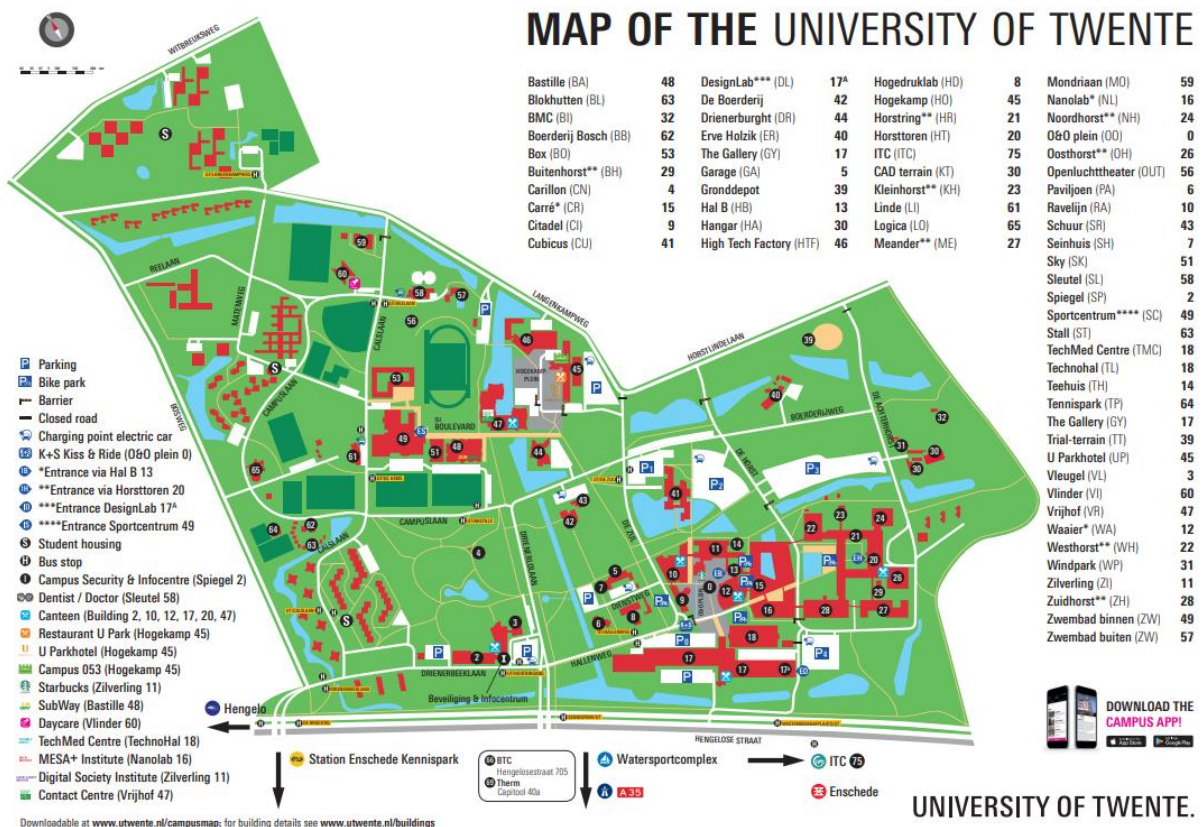 MAP OF THE UNIVERSITY OF TWENTE
Bastille (BA) 48
Blokhutten (BL) 63
BMC (BI) 32
Boerderij Bosch (BB) 62
Box (BO) 53
Buitenhorst** (BH) 29
Carillon (CN) 4
Carré* (CR) 15
Citadel (CI) 9
Cubicus (CU) 41
DesignLab*** (DL) 17ᴬ
De Boerderij 42
Drienerburght (DR) 44
Erve Holzik (ER) 40
The Gallery (GY) 17
Garage (GA) 5
Gronddepot 39
Hal B (HB) 13
Hangar (HA) 30
High Tech Factory (HTF) 46
Hogedruklab (HD) 8
Hogekamp (HO) 45
Horstring** (HR) 21
Horsttoren (HT) 20
ITC (ITC) 75
CAD terrain (KT) 30
Kleinhorst** (KH) 23
Linde (LI) 61
Logica (LO) 65
Meander** (ME) 27
Mondriaan (MO) 59
Nanolab* (NL) 16
Noordhorst** (NH) 24
O&O plein (OO) 0
Oosthorst** (OH) 26
Openluchttheater (OUT) 56
Paviljoen (PA) 6
Ravelijn (RA) 10
Schuur (SR) 43
Seinhuis (SH) 7
Sky (SK) 51
Sleutel (SL) 58
Spiegel (SP) 2
Sportcentrum**** (SC) 49
Stall (ST) 63
TechMed Centre (TMC) 18
Technohal (TL) 18
Teehuis (TH) 14
Tennispark (TP) 64
The Gallery (GY) 17
Trial-terrain (TT) 39
U Parkhotel (UP) 45
Vleugel (VL) 3
Vlinder (VI) 60
Vrijhof (VR) 47
Waaier* (WA) 12
Westhorst** (WH) 22
Windpark (WP) 31
Zilverling (ZI) 11
Zuidhorst** (ZH) 28
Zwembad binnen (ZW) 49
Zwembad buiten (ZW) 57
WITBREUKSWEG
REELAAN
MATENWEG
CALSLAAN
CAMPUSLAAN
BOSWEG
LANGENKAMPWEG
HOGEKAMP
PLEIN
BOULEVARD
HORSTLINDELAAN
BOERDERIJWEG
DE ACHTERHORST
DE HORST
DE ZUL
CAMPUSLAAN
CALSLAAN
DRIENERLOLAAN
DIENSTWEG
HALLENWEG
DRIENERBEEKLAAN
Beveiliging & Infocentrum
HENGELOSE STRAAT
P Parking
Bike park
Barrier
Closed road
Charging point electric car
K+S Kiss & Ride (O&O plein 0)
*Entrance via Hal B 13
**Entrance via Horsttoren 20
***Entrance DesignLab 17ᴬ
****Entrance Sportcentrum 49
S Student housing
H Bus stop
I Campus Security & Infocentre (Spiegel 2)
Dentist / Doctor (Sleutel 58)
Canteen (Building 2, 10, 12, 17, 20, 47)
Restaurant U Park (Hogekamp 45)
U Parkhotel (Hogekamp 45)
Campus 053 (Hogekamp 45)
Starbucks (Zilverling 11)
SubWay (Bastille 48)
Daycare (Vlinder 60)
TechMed Centre (TechnoHal 18)
MESA+ Institute (Nanolab 16)
Digital Society Institute (Zilverling 11)
Contact Centre (Vrijhof 47)
Hengelo
Station Enschede Kennispark
BTC
Hengelosestraat 705
Therm
Capitool 40a
Watersportcomplex
A 35
ITC 75
Enschede
DOWNLOAD THE
CAMPUS APP!
App Store
Google Play
UNIVERSITY OF TWENTE.
Downloadable at www.utwente.nl/campusmap; for building details see www.utwente.nl/buildings